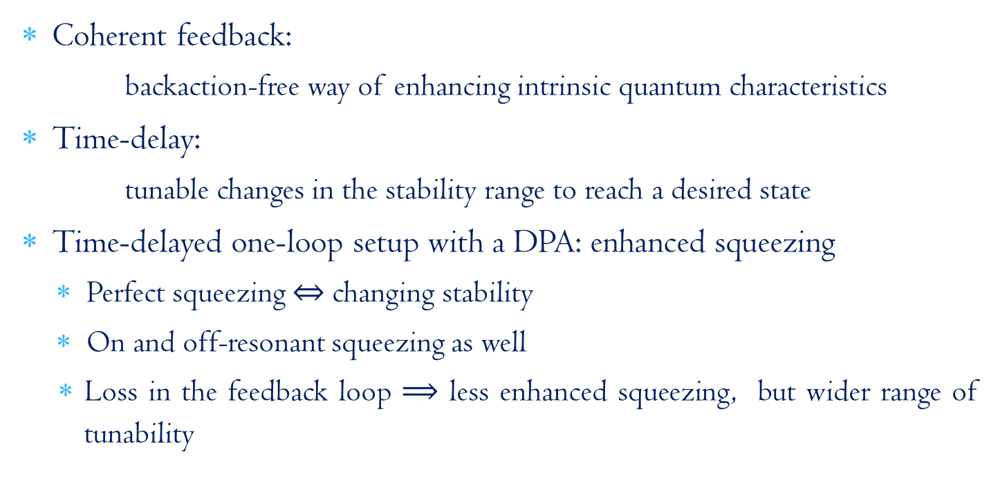 * Coherent feedback:
backaction-free way of enhancing intrinsic quantum characteristics
* Time-delay:
tunable changes in the stability range to reach a desired state
* Time-delayed one-loop setup with a DPA: enhanced squeezing
* Perfect squeezing ⇔ changing stability
* On and off-resonant squeezing as well
* Loss in the feedback loop ⟹ less enhanced squeezing, but wider range of
tunability